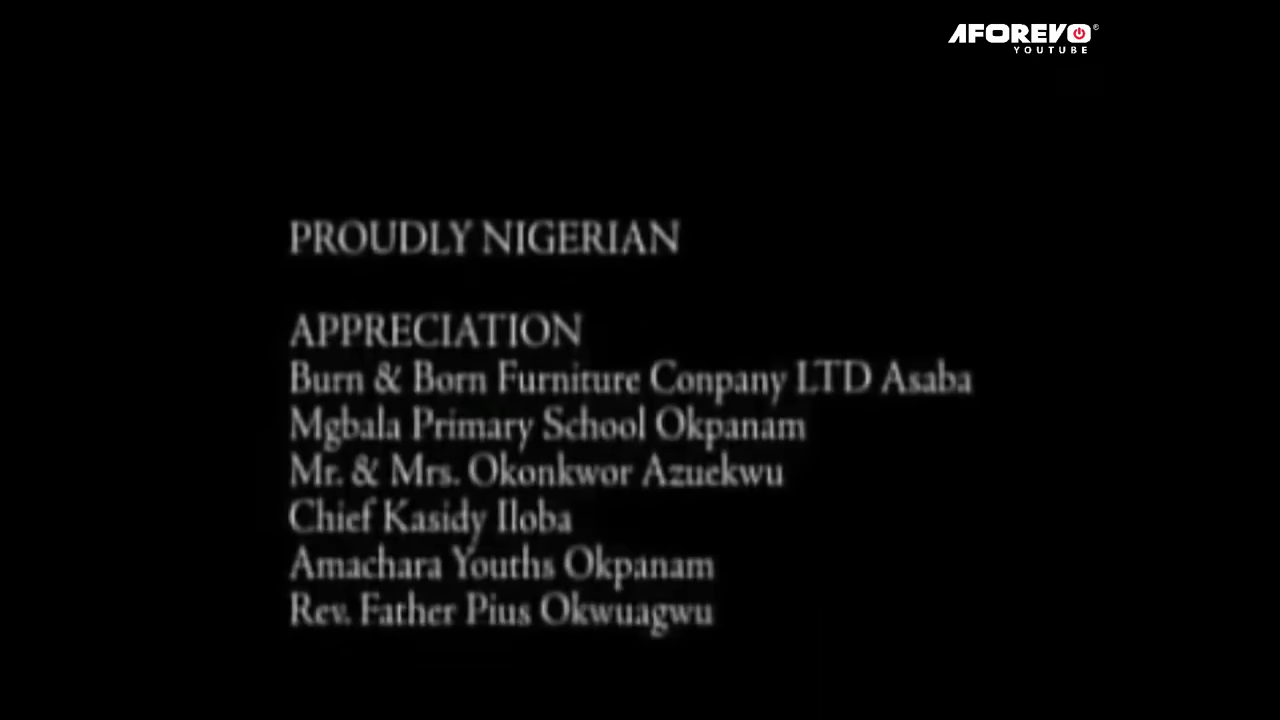 AFOREVO®
YOUTUBE
PROUDLY NIGERIAN
APPRECIATION
Burn & Born Furniture Conpany LTD Asaba
Mgbala Primary School Okpanam
Mr. & Mrs. Okonkwor Azuekwu
Chief Kasidy Iloba
Amachara Youths Okpanam
Rev. Father Pius Okwuagwu